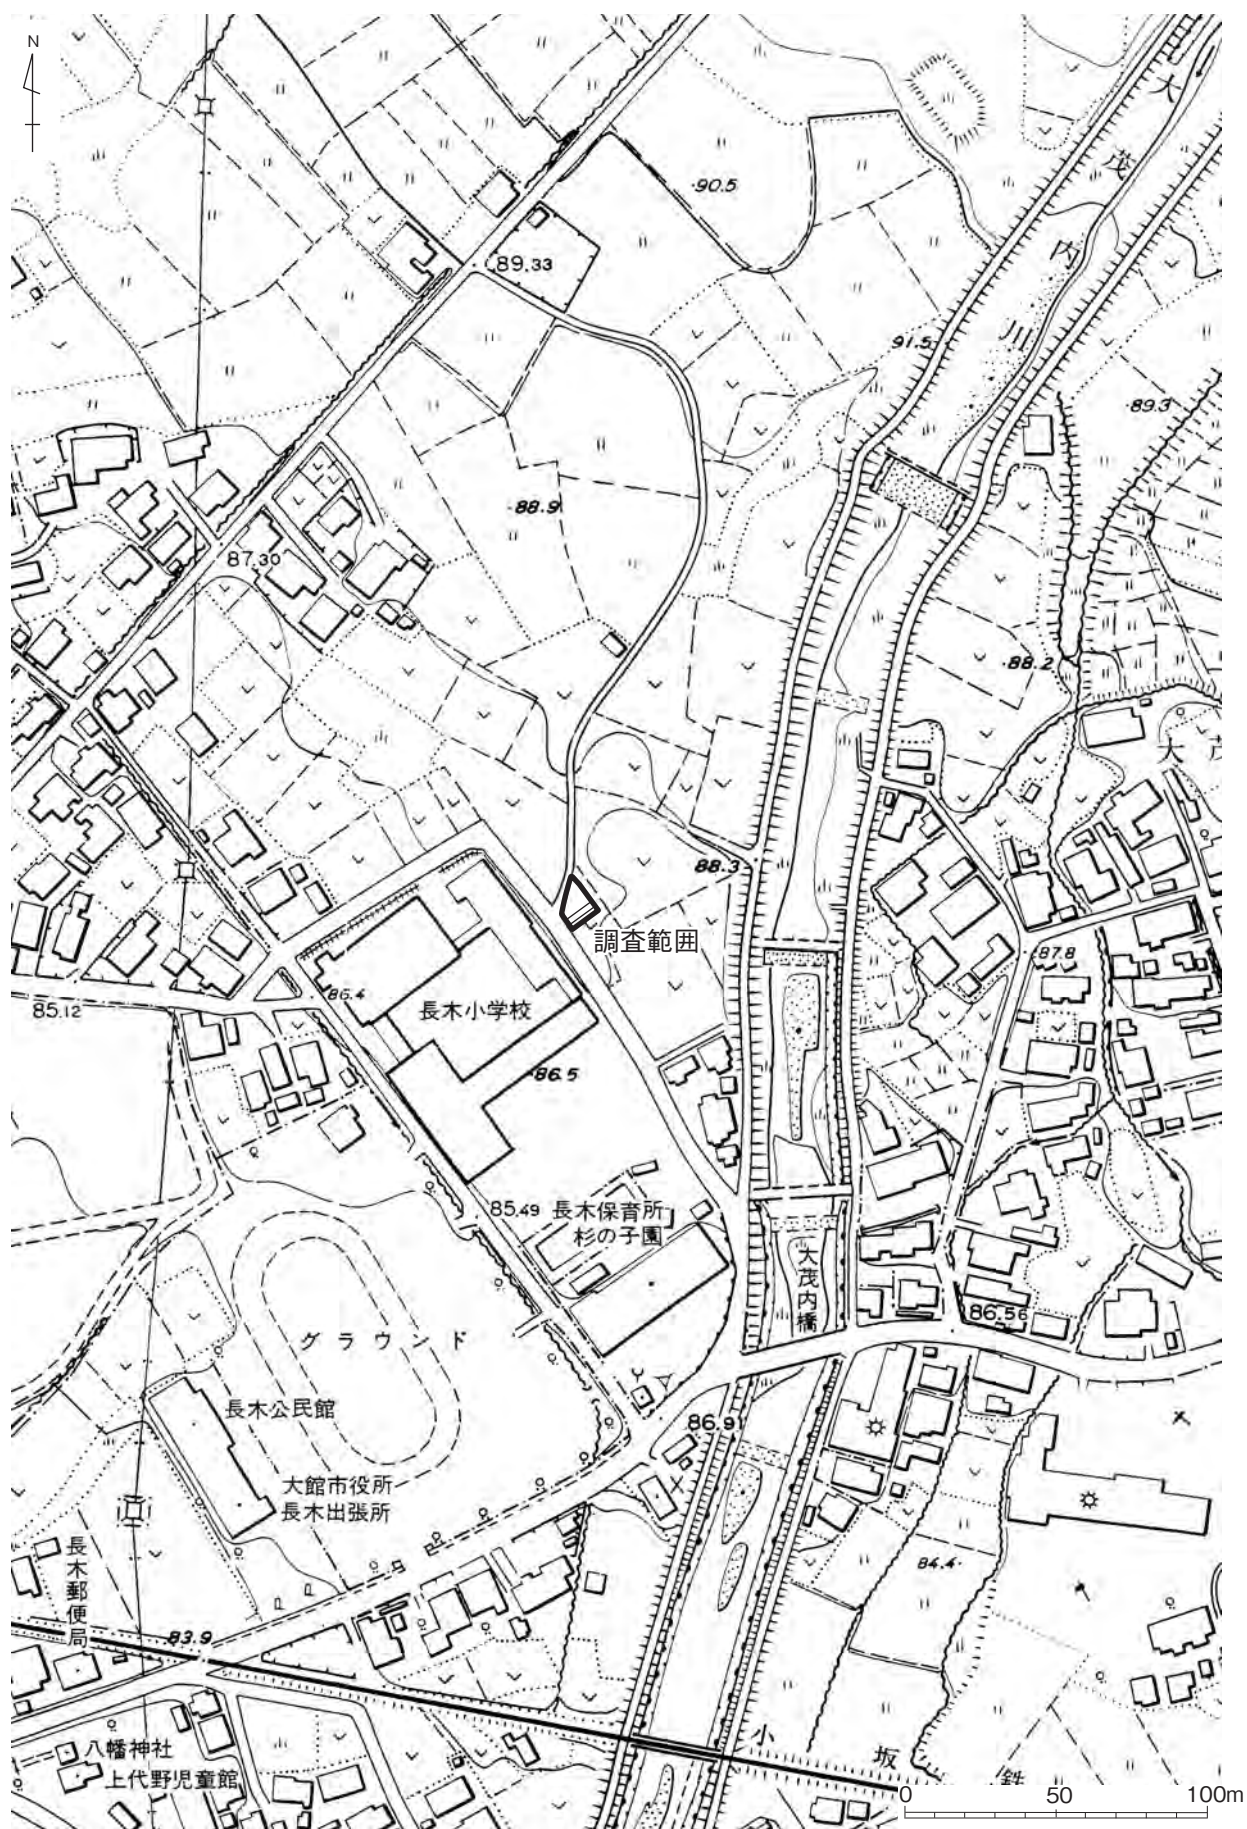 N
大茂内川
90.5
89.33
91.5
89.3
88.9
87.30
88.2
大
88.3
調査範囲
87.8
86.4
85.12
長木小学校
86.5
85.49
長木保育所
杉の子園
大茂内橋
86.56
グラウンド
長木公民館
86.91
大館市役所
長木出張所
長木郵便局
84.4
83.9
小坂鉄
八幡神社
上代野児童館
0 50 100m